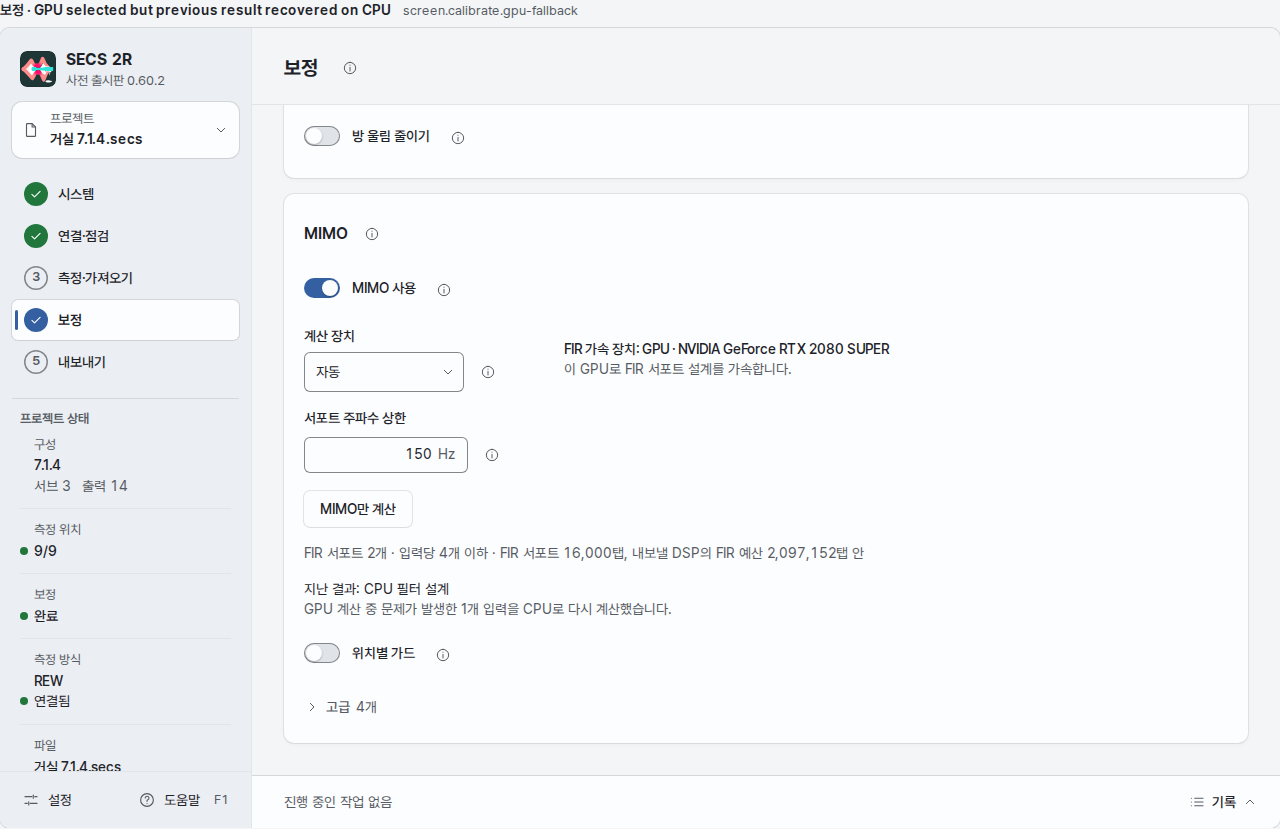 보정 · GPU selected but previous result recovered on CPU screen.calibrate.gpu-fallback
SECS 2R
사전 출시판 0.60.2
프로젝트
거실 7.1.4.secs
시스템
연결·점검
3 측정·가져오기
보정
5 내보내기
프로젝트 상태
구성
7.1.4
서브 3 출력 14
측정 위치
9/9
보정
완료
측정 방식
REW
연결됨
파일
거실 7.1.4.secs
설정
도움말 F1
보정
방 울림 줄이기
MIMO
MIMO 사용
계산 장치
자동
FIR 가속 장치: GPU · NVIDIA GeForce RTX 2080 SUPER
이 GPU로 FIR 서포트 설계를 가속합니다.
서포트 주파수 상한
150 Hz
MIMO만 계산
FIR 서포트 2개 · 입력당 4개 이하 · FIR 서포트 16,000탭, 내보낼 DSP의 FIR 예산 2,097,152탭 안
지난 결과: CPU 필터 설계
GPU 계산 중 문제가 발생한 1개 입력을 CPU로 다시 계산했습니다.
위치별 가드
고급 4개
진행 중인 작업 없음
기록